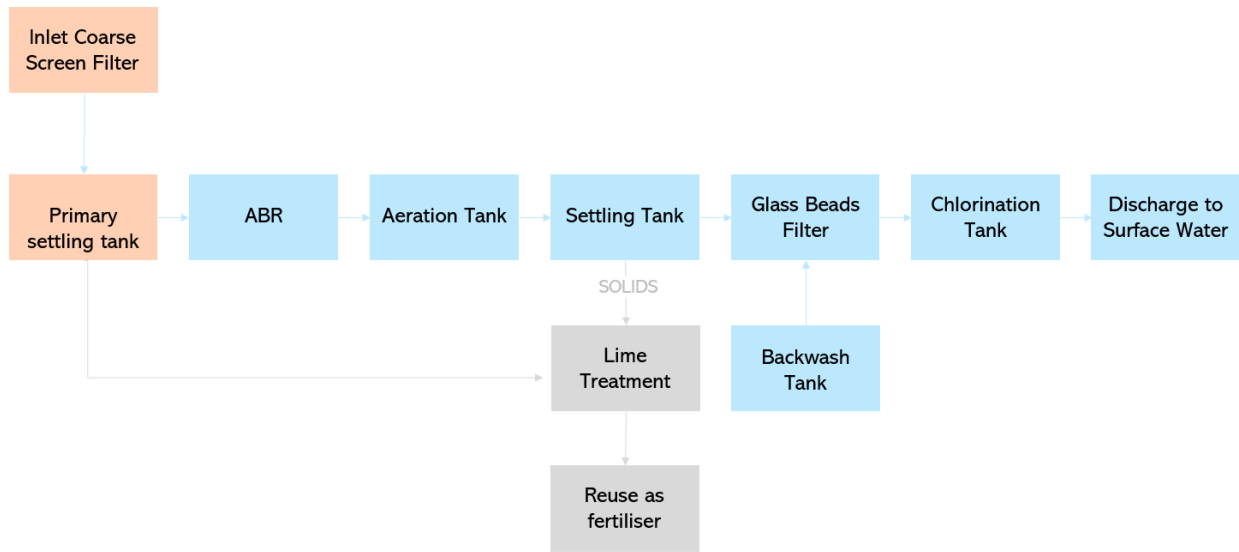 Inlet Coarse
Screen Filter
Primary
settling tank
ABR
Aeration Tank
Settling Tank
Glass Beads
Filter
Chlorination
Tank
Discharge to
Surface Water
SOLIDS
Lime
Treatment
Backwash
Tank
Reuse as
fertiliser